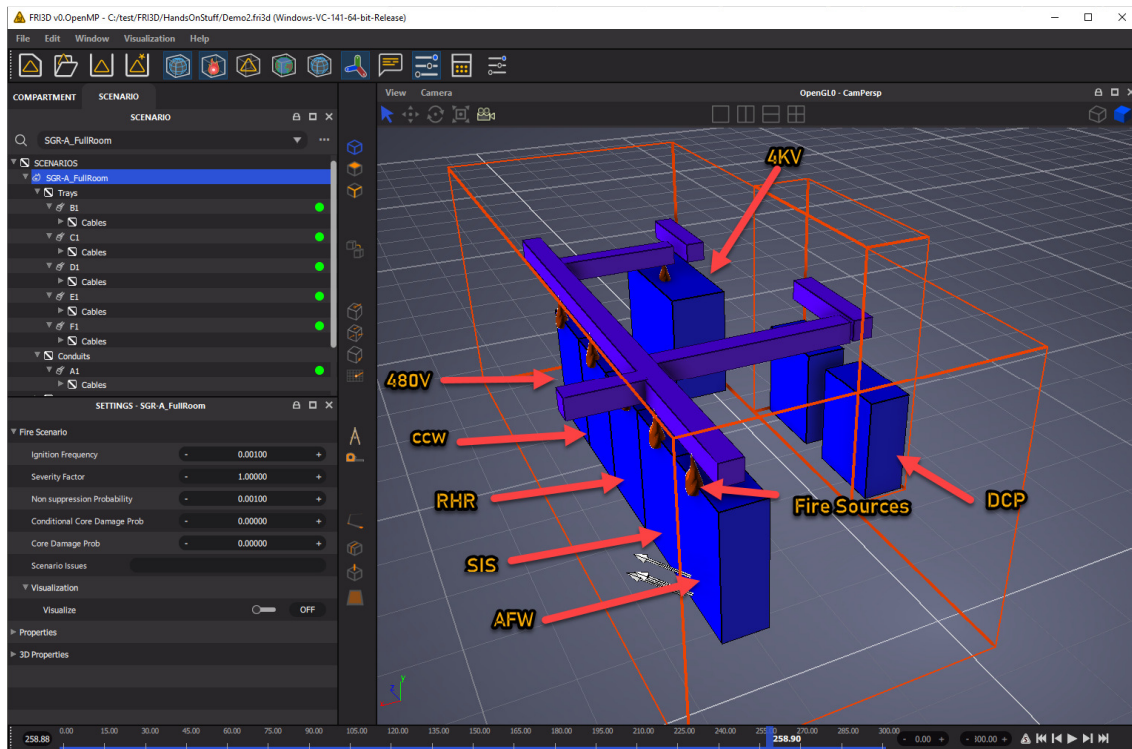 FRI3D v0.OpenMP - C:/test/FRI3D/HandsOnStuff/Demo2.fri3d (Windows-VC-141-64-bit-Release)
File Edit Window Visualization Help
COMPARTMENT SCENARIO
SCENARIO
SGR-A_FullRoom
SCENARIOS
SGR-A_FullRoom
Trays
B1
Cables
C1
Cables
D1
Cables
E1
Cables
F1
Cables
Conduits
A1
Cables
SETTINGS - SGR-A_FullRoom
Fire Scenario
Ignition Frequency - 0.00100 +
Severity Factor - 1.00000 +
Non suppression Probability - 0.00100 +
Conditional Core Damage Prob - 0.00000 +
Core Damage Prob - 0.00000 +
Scenario Issues
Visualization
Visualize OFF
Properties
3D Properties
View Camera OpenGL0 - CamPersp
4KV
480V
CCW
RHR
SIS
AFW
Fire Sources
DCP
y
z
258.88 0.00 15.00 30.00 45.00 60.00 75.00 90.00 105.00 120.00 135.00 150.00 165.00 180.00 195.00 210.00 225.00 240.00 258.90 270.00 285.00 300.00 - 0.00 + - 300.00 +